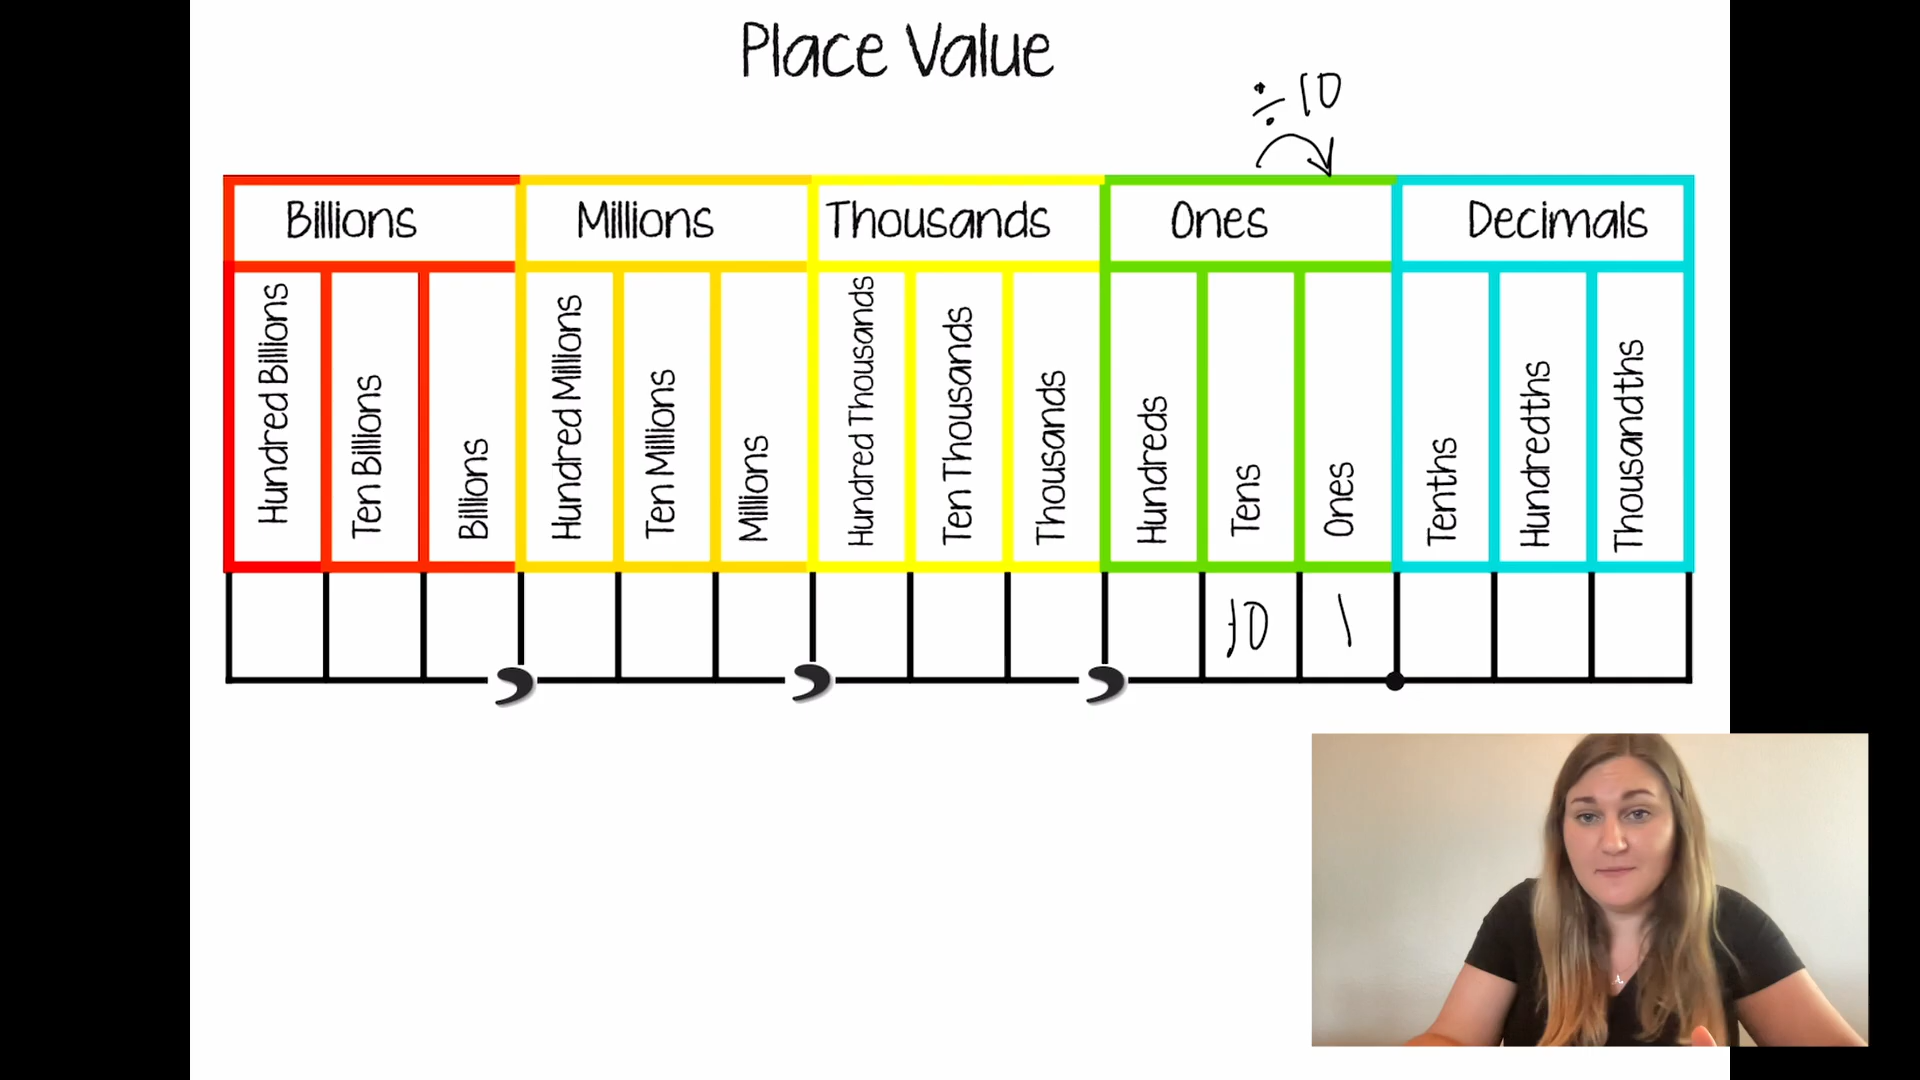 Place Value
÷10
Billions Millions Thousands Ones Decimals
Hundred Billions
Ten Billions
Billions
Hundred Millions
Ten Millions
Millions
Hundred Thousands
Ten Thousands
Thousands
Hundreds
Tens
Ones
Tenths
Hundredths
Thousandths
, , , 10 1 .